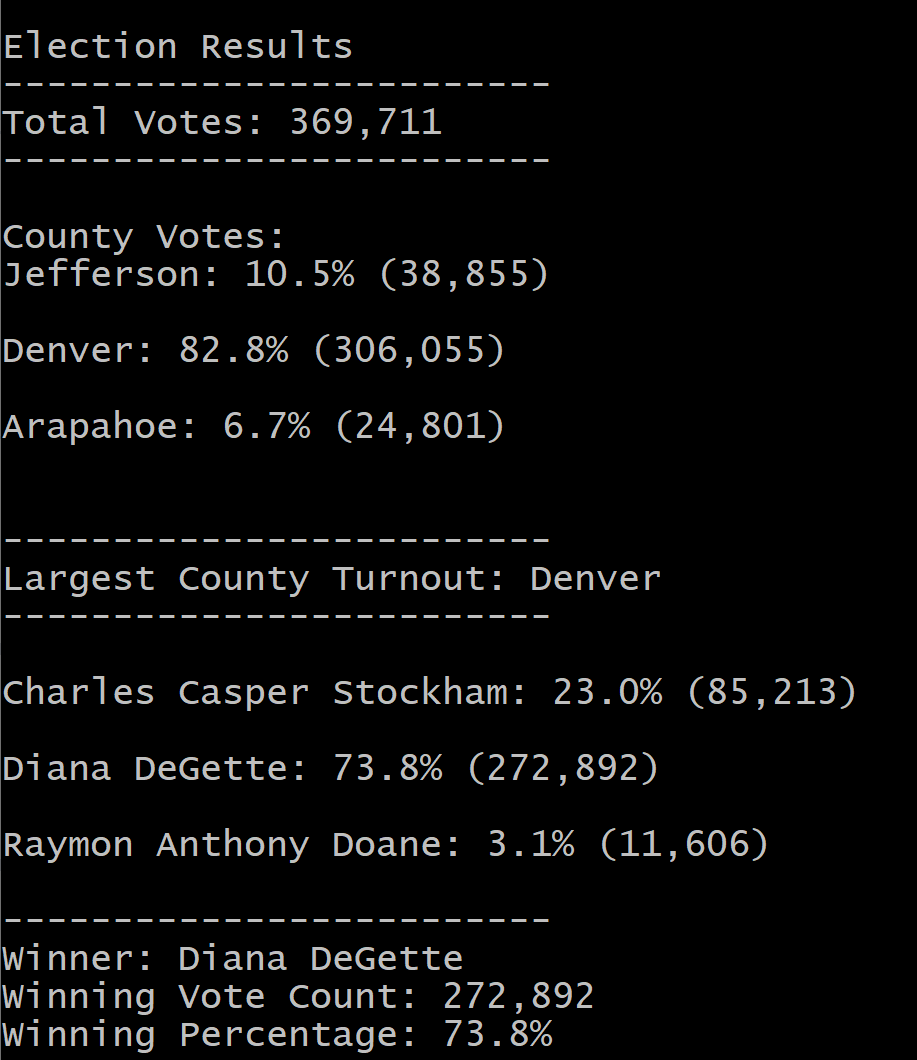 Election Results
-------------------------
Total Votes: 369,711
-------------------------
County Votes:
Jefferson: 10.5% (38,855)
Denver: 82.8% (306,055)
Arapahoe: 6.7% (24,801)
-------------------------
Largest County Turnout: Denver
-------------------------
Charles Casper Stockham: 23.0% (85,213)
Diana DeGette: 73.8% (272,892)
Raymon Anthony Doane: 3.1% (11,606)
-------------------------
Winner: Diana DeGette
Winning Vote Count: 272,892
Winning Percentage: 73.8%